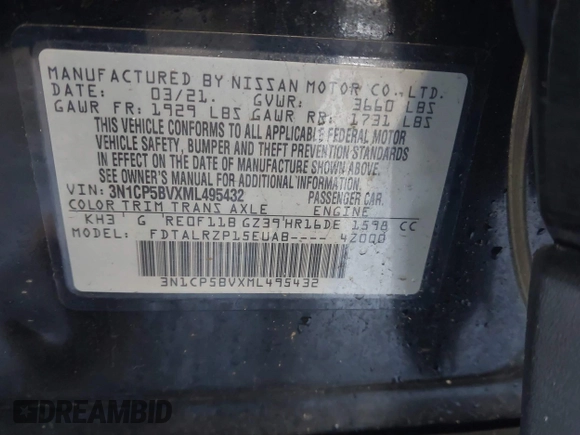 MANUFACTURED BY NISSAN MOTOR CO., LTD.
DATE: 03/21. GVWR: 3660 LBS
GAWR FR: 1929 LBS GAWR RR: 1731 LBS
THIS VEHICLE CONFORMS TO ALL APPLICABLE FEDERAL MOTOR
VEHICLE SAFETY, BUMPER AND THEFT PREVENTION STANDARDS
IN EFFECT ON THE DATE OF MANUFACTURE SHOWN ABOVE.
SEE OWNER'S MANUAL FOR ADDITIONAL INFORMATION.
VIN: 3N1CP5BVXML495432 PASSENGER CAR
COLOR TRIM TRANS AXLE ENGINE
KH3 G RE0F11B GZ39 HR16DE 1598 CC
MODEL: FDTALRZP15EUAB---- 42000
3N1CP5BVXML495432
DREAMBID